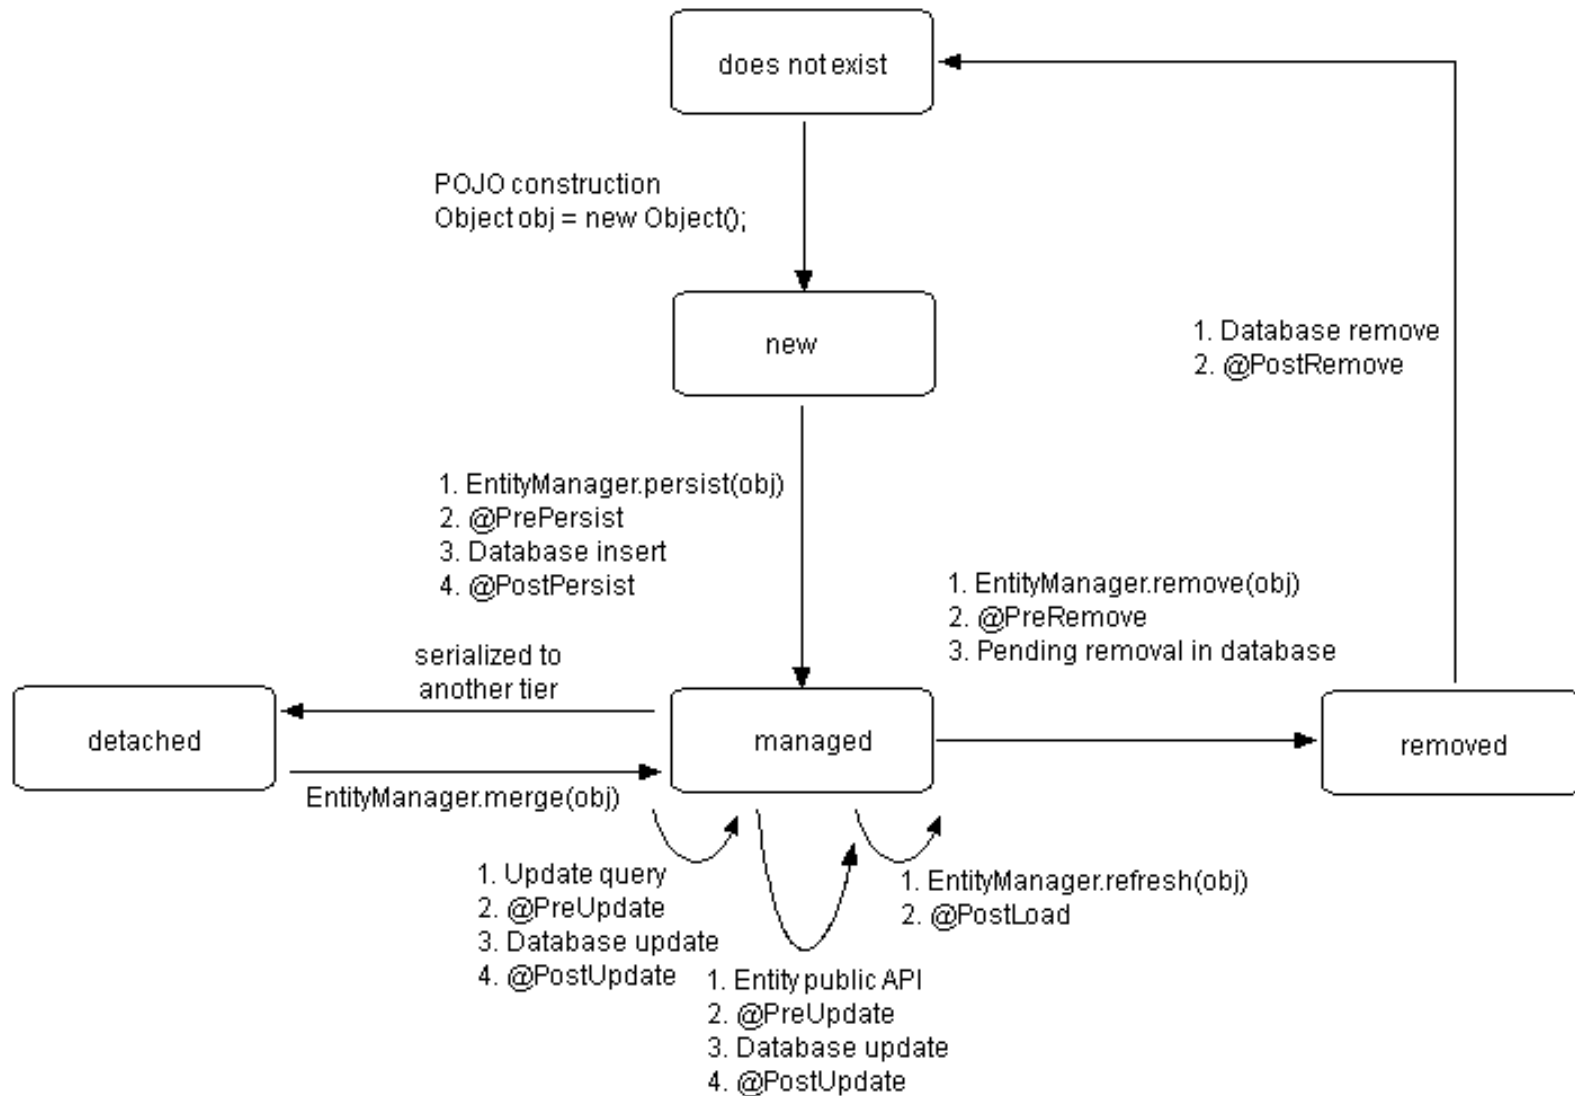 does not exist
POJO construction
Object obj = new Object();
new
1. Database remove
2. @PostRemove
1. EntityManager.persist(obj)
2. @PrePersist
3. Database insert
4. @PostPersist
1. EntityManager.remove(obj)
2. @PreRemove
3. Pending removal in database
serialized to
another tier
detached
managed
removed
EntityManager.merge(obj)
1. Update query
2. @PreUpdate
3. Database update
4. @PostUpdate
1. EntityManager.refresh(obj)
2. @PostLoad
1. Entity public API
2. @PreUpdate
3. Database update
4. @PostUpdate